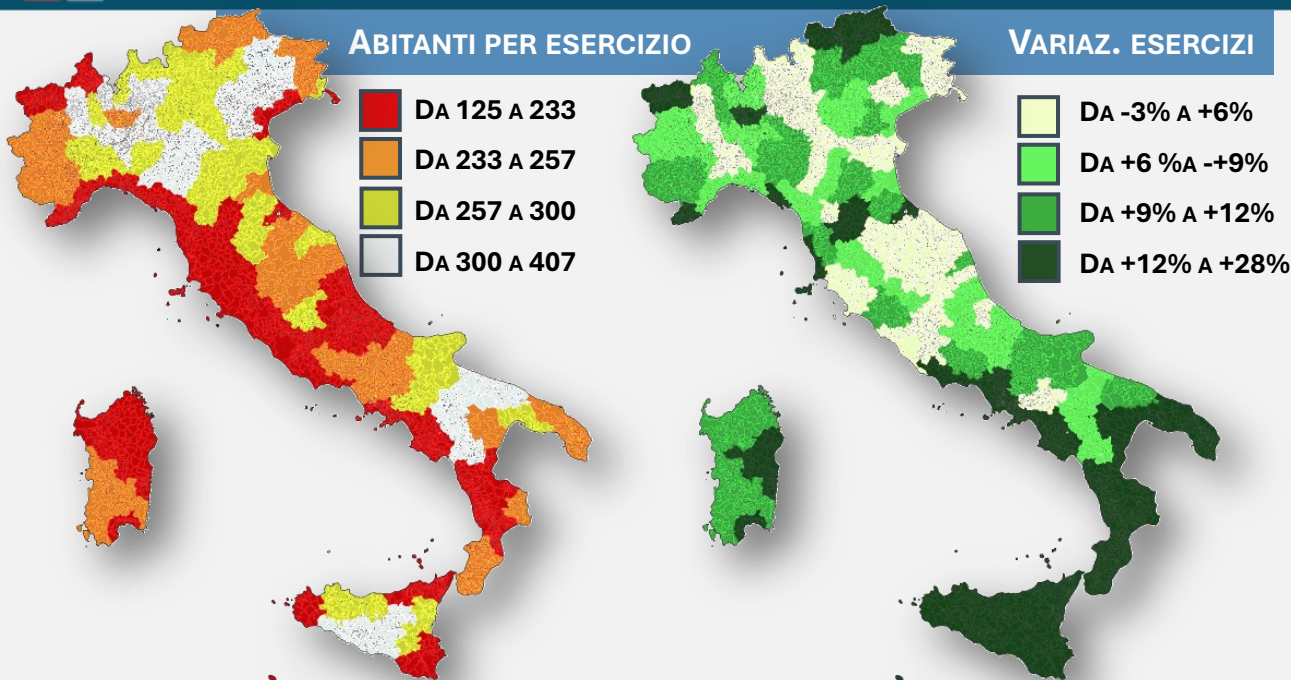 ABITANTI PER ESERCIZIO
DA 125 A 233
DA 233 A 257
DA 257 A 300
DA 300 A 407
VARIAZ. ESERCIZI
DA -3% A +6%
DA +6 %A -+9%
DA +9% A +12%
DA +12% A +28%